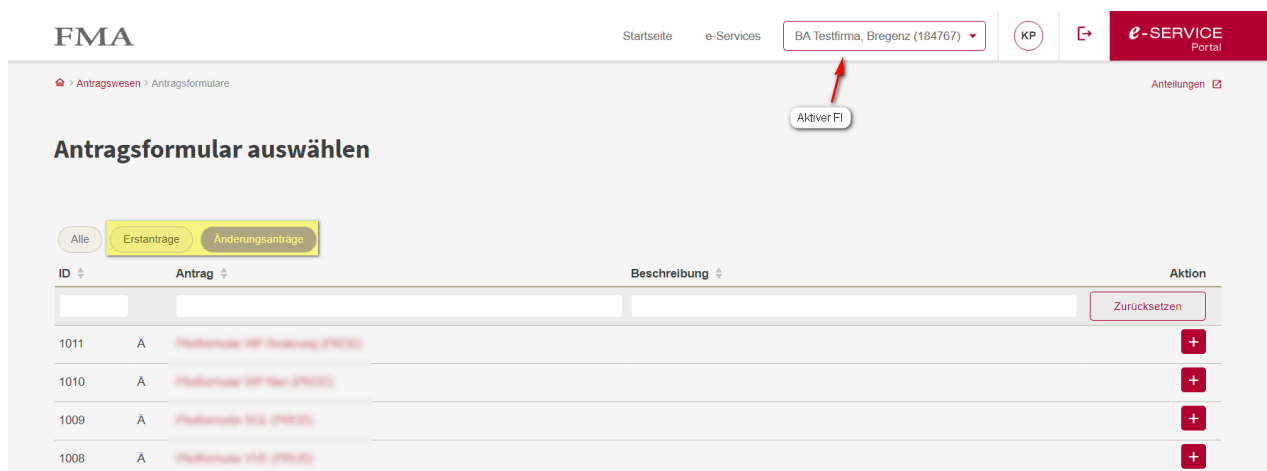 FMA
Startseite e-Services BA Testfirma, Bregenz (184767) KP e-SERVICE
Portal
> Antragswesen > Antragsformulare Anteilungen
Aktiver FI
Antragsformular auswählen
Alle Erstanträge Änderungsanträge
ID Antrag Beschreibung Aktion
Zurücksetzen
1011 Ä +
1010 Ä +
1009 Ä +
1008 Ä +